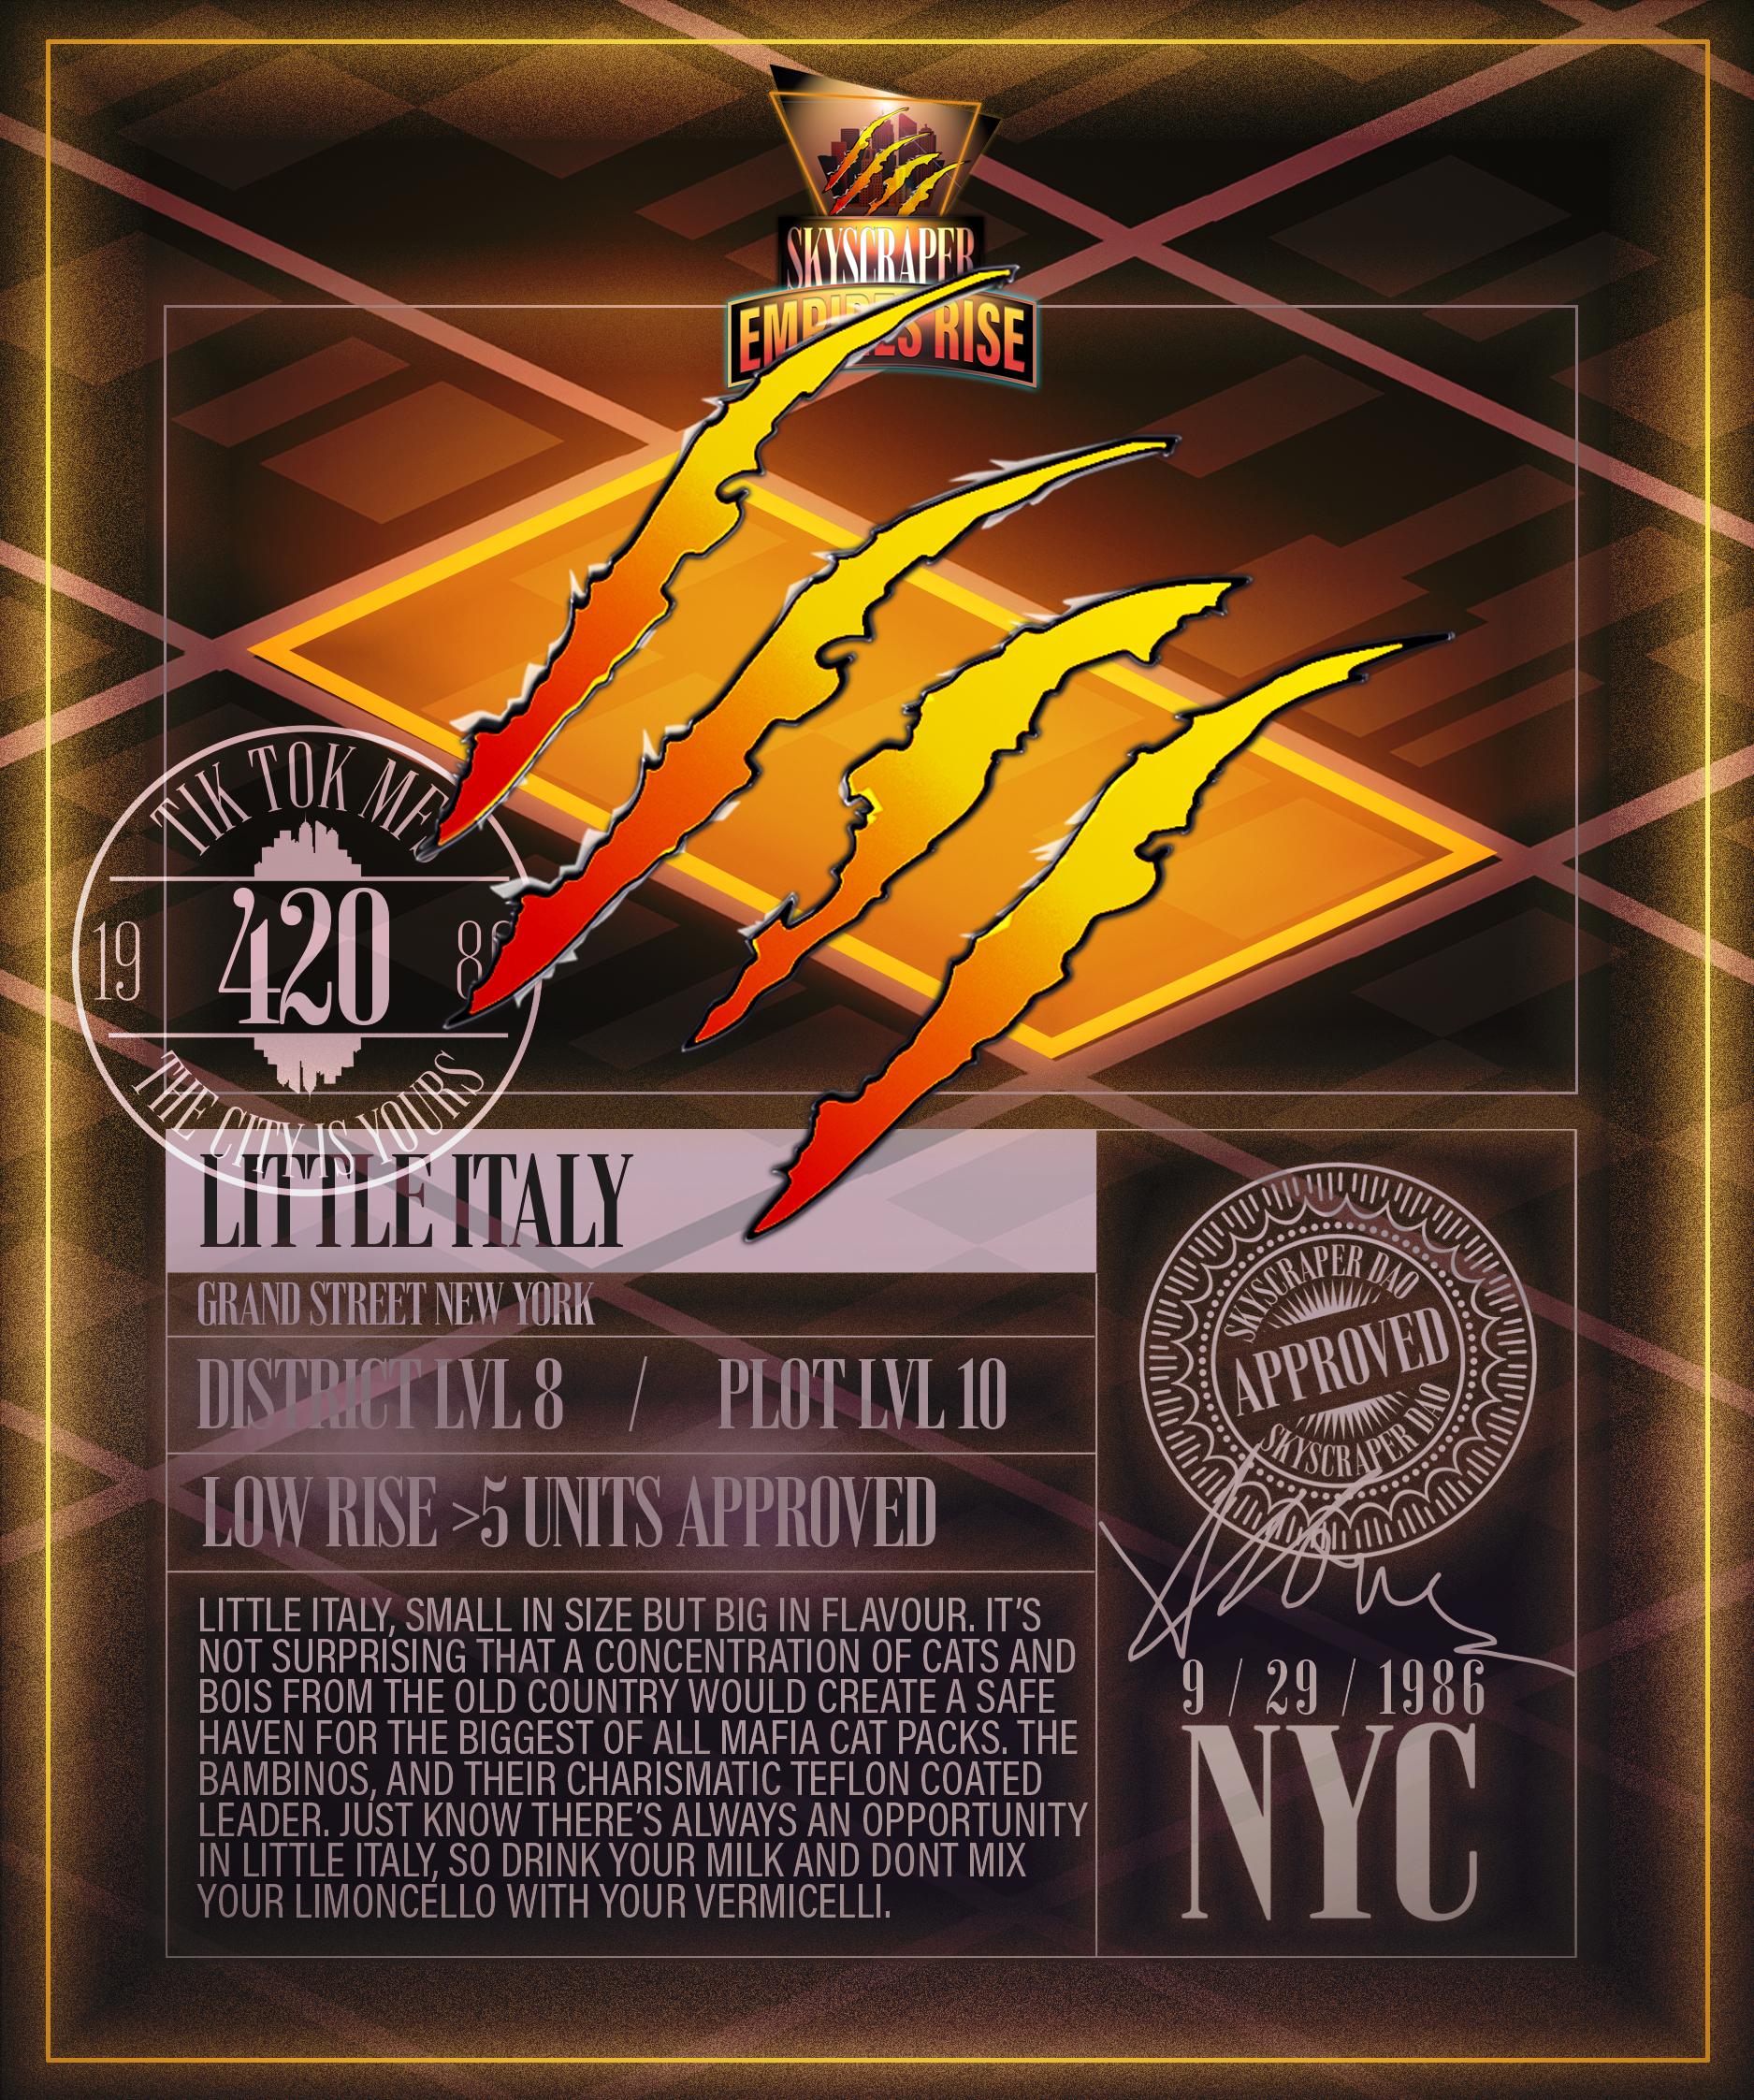 SKYSCRAPER
EMPIRES RISE
TIK TOK
19 420
THE CITY IS YOURS
LITTLE ITALY
GRAND STREET NEW YORK
DISTRICT LVL 8 / PLOT LVL 10
LOW RISE >5 UNITS APPROVED
LITTLE ITALY, SMALL IN SIZE BUT BIG IN FLAVOUR. IT'S
NOT SURPRISING THAT A CONCENTRATION OF CATS AND
BOIS FROM THE OLD COUNTRY WOULD CREATE A SAFE
HAVEN FOR THE BIGGEST OF ALL MAFIA CAT PACKS. THE
BAMBINOS, AND THEIR CHARISMATIC TEFLON COATED
LEADER. JUST KNOW THERE'S ALWAYS AN OPPORTUNITY
IN LITTLE ITALY, SO DRINK YOUR MILK AND DONT MIX
YOUR LIMONCELLO WITH YOUR VERMICELLI.
SKYSCRAPER DAO
APPROVED
SKYSCRAPER DAO
9 / 29 / 1986
NYC